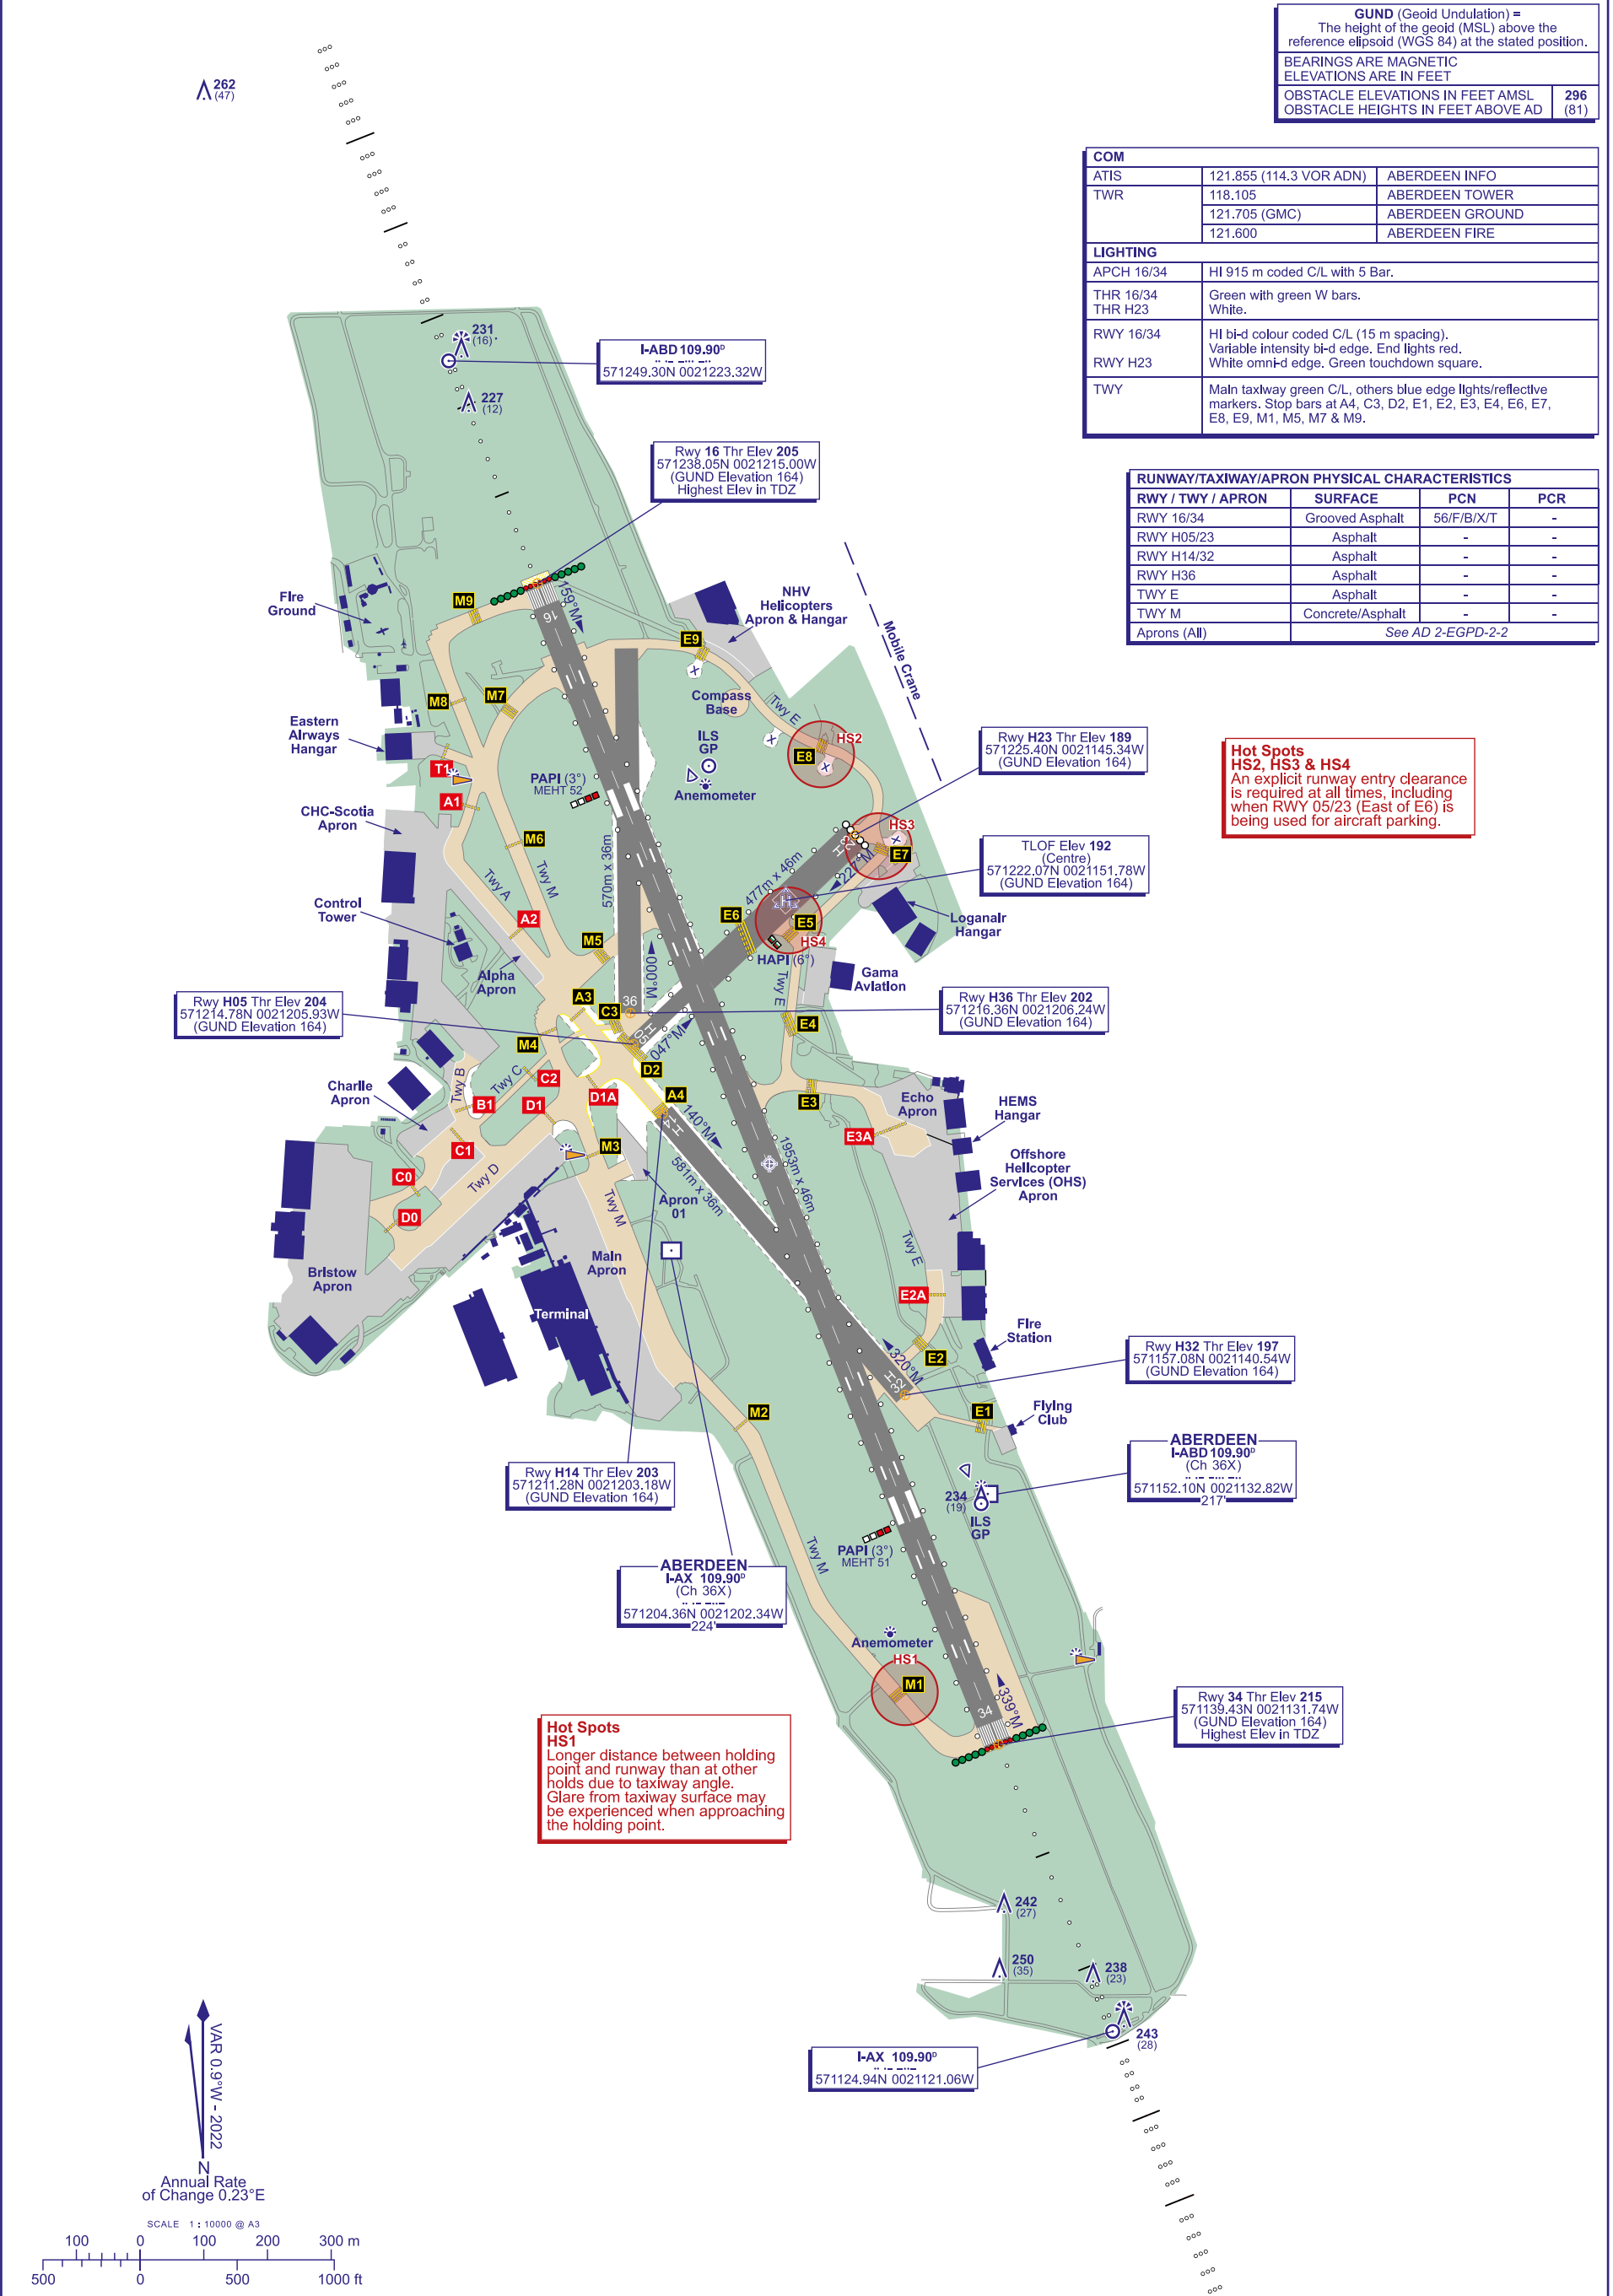 GUND (Geoid Undulation) =
The height of the geoid (MSL) above the
reference elipsoid (WGS 84) at the stated position.
BEARINGS ARE MAGNETIC
ELEVATIONS ARE IN FEET
OBSTACLE ELEVATIONS IN FEET AMSL 296
OBSTACLE HEIGHTS IN FEET ABOVE AD (81)
262
(47)
COM
ATIS 121.855 (114.3 VOR ADN) ABERDEEN INFO
TWR 118.105 ABERDEEN TOWER
121.705 (GMC) ABERDEEN GROUND
121.600 ABERDEEN FIRE
LIGHTING
APCH 16/34 HI 915 m coded C/L with 5 Bar.
THR 16/34 Green with green W bars.
THR H23 White.
RWY 16/34 HI bi-d colour coded C/L (15 m spacing).
Variable intensity bi-d edge. End lights red.
RWY H23 White omni-d edge. Green touchdown square.
TWY Main taxiway green C/L, others blue edge lights/reflective
markers. Stop bars at A4, C3, D2, E1, E2, E3, E4, E6, E7,
E8, E9, M1, M5, M7 & M9.
RUNWAY/TAXIWAY/APRON PHYSICAL CHARACTERISTICS
RWY / TWY / APRON SURFACE PCN PCR
RWY 16/34 Grooved Asphalt 56/F/B/X/T -
RWY H05/23 Asphalt - -
RWY H14/32 Asphalt - -
RWY H36 Asphalt - -
TWY E Asphalt - -
TWY M Concrete/Asphalt - -
Aprons (All) See AD 2-EGPD-2-2
231
(16)
I-ABD 109.90ᴰ
571249.30N 0021223.32W
227
(12)
Rwy 16 Thr Elev 205
571238.05N 0021215.00W
(GUND Elevation 164)
Highest Elev in TDZ
Fire
Ground
M9
16
159°M
NHV
Helicopters
Apron & Hangar
E9
Mobile Crane
M8
M7
Compass
Base
Twy E
Eastern
Airways
Hangar
ILS
GP
HS2
E8
Rwy H23 Thr Elev 189
571225.40N 0021145.34W
(GUND Elevation 164)
Hot Spots
HS2, HS3 & HS4
An explicit runway entry clearance
is required at all times, including
when RWY 05/23 (East of E6) is
being used for aircraft parking.
T1
PAPI (3°)
MEHT 52
Anemometer
A1
CHC-Scotia
Apron
M6
HS3
E7
H
23
227°M
570m x 36m
477m x 46m
TLOF Elev 192
(Centre)
571222.07N 0021151.78W
(GUND Elevation 164)
Twy A
Twy M
Control
Tower
A2
E6
H
E5
HS4
Loganair
Hangar
M5
HAPI (6°)
Alpha
Apron
000°M
Twy E
Gama
Aviation
Rwy H05 Thr Elev 204
571214.78N 0021205.93W
(GUND Elevation 164)
A3
C3
36
Rwy H36 Thr Elev 202
571216.36N 0021206.24W
(GUND Elevation 164)
E4
M4
H
05
047°M
D2
Charlie
Apron
Twy B
Twy C
C2
D1A
A4
B1
D1
H
14
140°M
E3
Echo
Apron
HEMS
Hangar
C1
M3
E3A
1953m x 46m
Offshore
Helicopter
Services (OHS)
Apron
C0
Twy D
581m x 36m
D0
Twy M
Apron
01
Twy E
Bristow
Apron
Main
Apron
E2A
Terminal
Fire
Station
E2
320°M
H
32
Rwy H32 Thr Elev 197
571157.08N 0021140.54W
(GUND Elevation 164)
M2
E1
Flying
Club
ABERDEEN
I-ABD 109.90ᴰ
(Ch 36X)
571152.10N 0021132.82W
217'
Rwy H14 Thr Elev 203
571211.28N 0021203.18W
(GUND Elevation 164)
234
(19)
ILS
GP
PAPI (3°)
MEHT 51
Twy M
ABERDEEN
I-AX 109.90ᴰ
(Ch 36X)
571204.36N 0021202.34W
224'
Anemometer
HS1
M1
34
339°M
Rwy 34 Thr Elev 215
571139.43N 0021131.74W
(GUND Elevation 164)
Highest Elev in TDZ
Hot Spots
HS1
Longer distance between holding
point and runway than at other
holds due to taxiway angle.
Glare from taxiway surface may
be experienced when approaching
the holding point.
242
(27)
250
(35)
238
(23)
243
(28)
I-AX 109.90ᴰ
571124.94N 0021121.06W
VAR 0.9°W - 2022
N
Annual Rate
of Change 0.23°E
SCALE 1 : 10000 @ A3
100 0 100 200 300 m
500 0 500 1000 ft